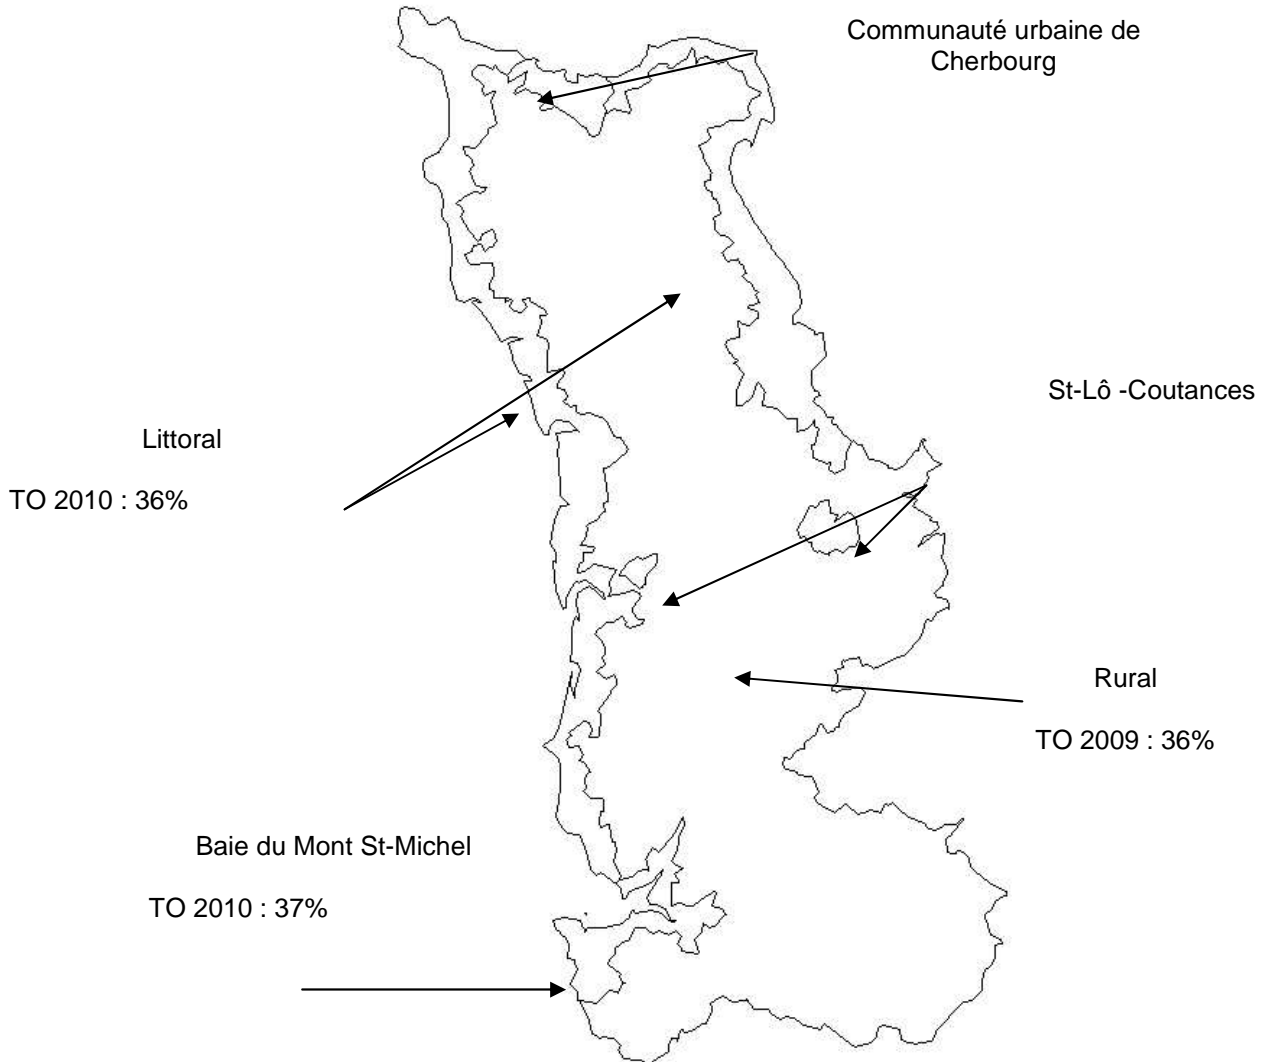 Communauté urbaine de
Cherbourg
St-Lô -Coutances
Littoral
TO 2010 : 36%
Rural
TO 2009 : 36%
Baie du Mont St-Michel
TO 2010 : 37%